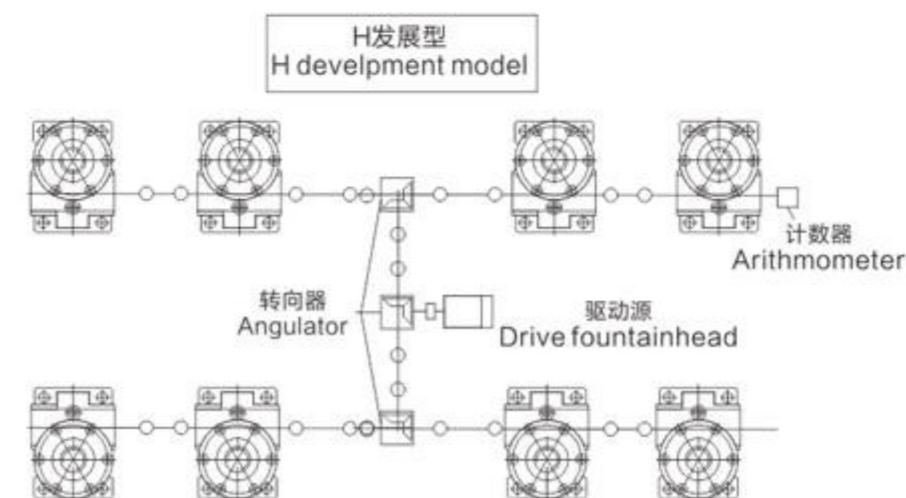 H发展型
H develpment model
计数器
Arithmometer
转向器
Angulator
驱动源
Drive fountainhead